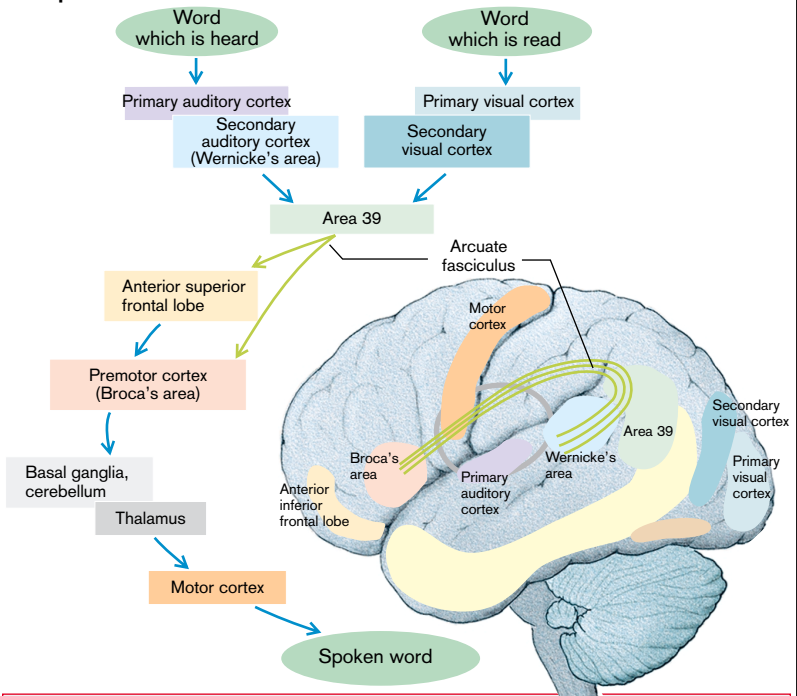 Word
which is heard
Word
which is read
Primary auditory cortex
Primary visual cortex
Secondary
auditory cortex
(Wernicke's area)
Secondary
visual cortex
Area 39
Arcuate
fasciculus
Anterior superior
frontal lobe
Motor
cortex
Premotor cortex
(Broca's area)
Secondary
visual cortex
Area 39
Broca's
area
Wernicke's
area
Primary
visual
cortex
Primary
auditory
cortex
Basal ganglia,
cerebellum
Anterior
inferior
frontal lobe
Thalamus
Motor cortex
Spoken word